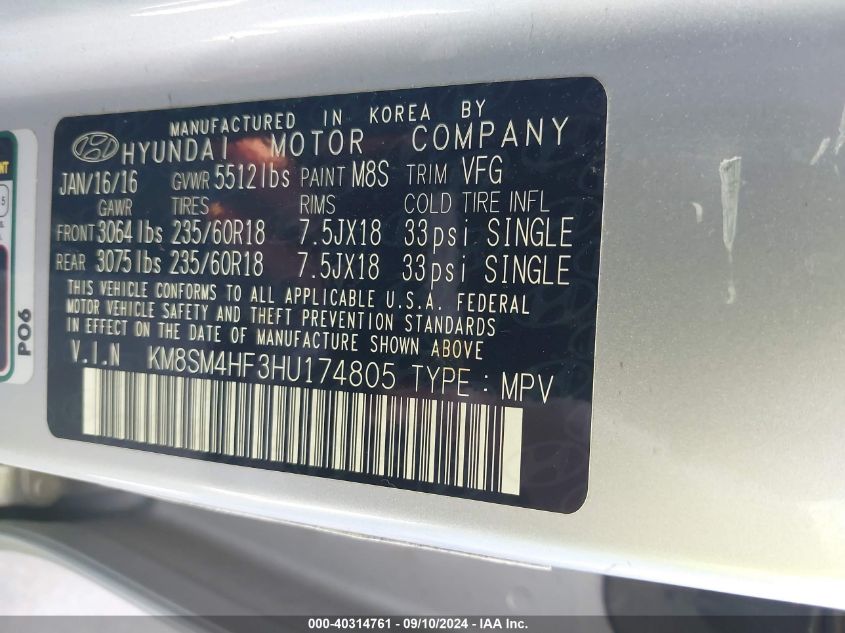 MANUFACTURED IN KOREA BY
HYUNDAI MOTOR COMPANY
JAN/16/16 GVWR 5512lbs PAINT M8S TRIM VFG
GAWR TIRES RIMS COLD TIRE INFL
FRONT 3064lbs 235/60R18 7.5JX18 33psi SINGLE
REAR 3075lbs 235/60R18 7.5JX18 33psi SINGLE
THIS VEHICLE CONFORMS TO ALL APPLICABLE U.S.A. FEDERAL
MOTOR VEHICLE SAFETY AND THEFT PREVENTION STANDARDS
IN EFFECT ON THE DATE OF MANUFACTURE SHOWN ABOVE
V.I.N KM8SM4HF3HU174805 TYPE : MPV
P06
000-40314761 - 09/10/2024 - IAA Inc.